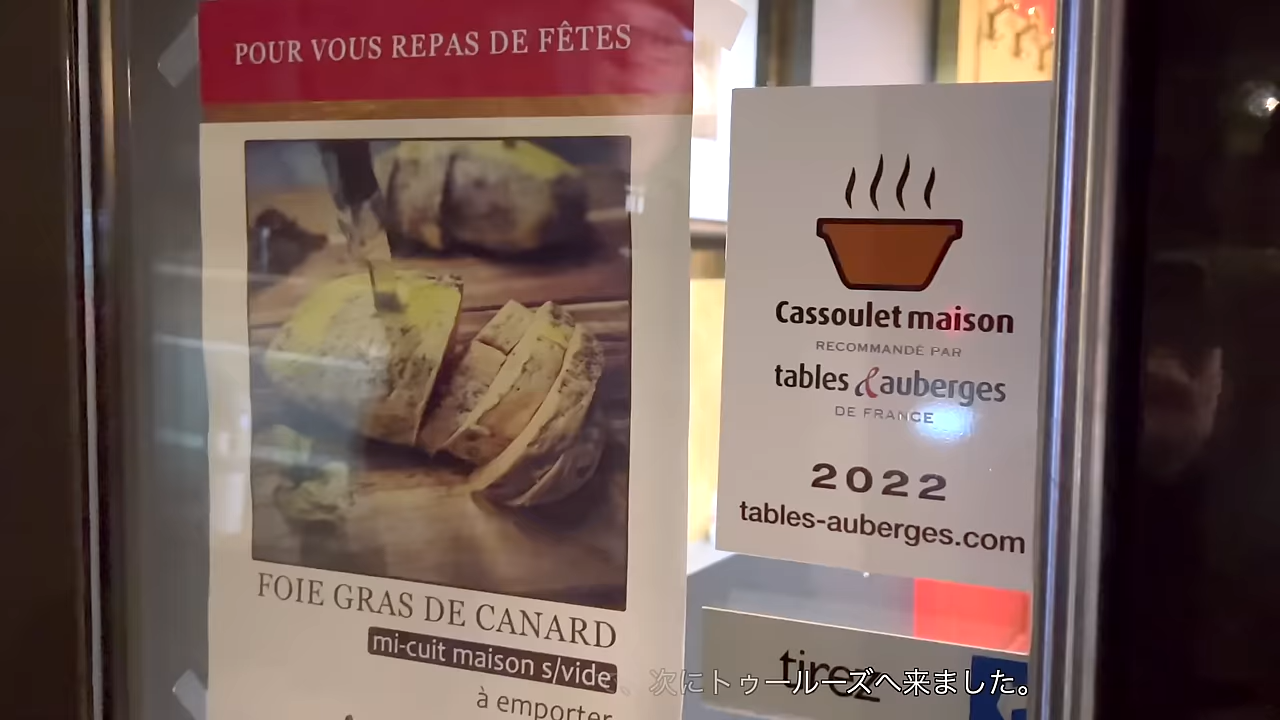 POUR VOUS REPAS DE FÊTES
FOIE GRAS DE CANARD
mi-cuit maison s/vide
à emporter
Cassoulet maison
RECOMMANDÉ PAR
tables & auberges
DE FRANCE
2022
tables-auberges.com
tirez
、次にトゥールーズへ来ました。